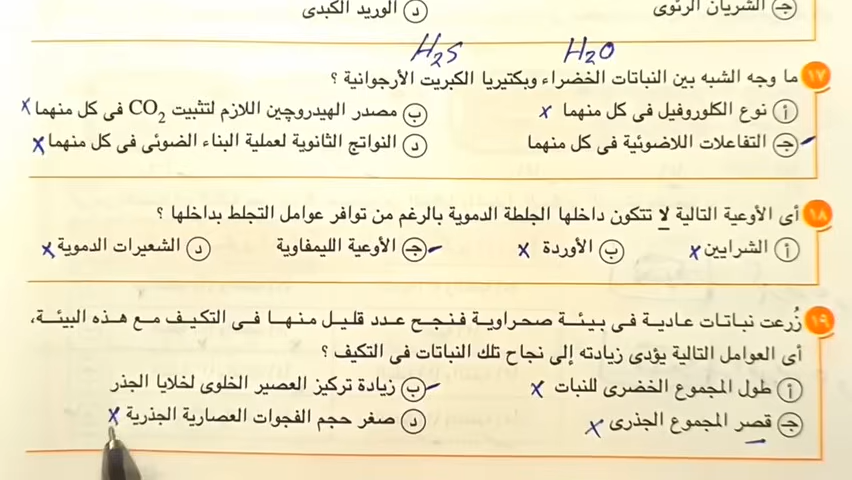 ج الشريان الرئوى د الوريد الكبدى
H₂S H₂O
١٧ ما وجه الشبه بين النباتات الخضراء وبكتيريا الكبريت الأرجوانية ؟
أ نوع الكلوروفيل فى كل منهما x ب مصدر الهيدروچين اللازم لتثبيت CO₂ فى كل منهما x
ج التفاعلات اللاضوئية فى كل منهما د النواتج الثانوية لعملية البناء الضوئى فى كل منهما x
١٨ أى الأوعية التالية لا تتكون داخلها الجلطة الدموية بالرغم من توافر عوامل التجلط بداخلها ؟
أ الشرايين x ب الأوردة x ج الأوعية الليمفاوية د الشعيرات الدموية x
١٩ زُرعت نباتات عادية فى بيئة صحراوية فنجح عدد قليل منها فى التكيف مع هذه البيئة،
أى العوامل التالية يؤدى زيادته إلى نجاح تلك النباتات فى التكيف ؟
أ طول المجموع الخضرى للنبات x ب زيادة تركيز العصير الخلوى لخلايا الجذر
ج قصر المجموع الجذرى x د صغر حجم الفجوات العصارية الجذرية x